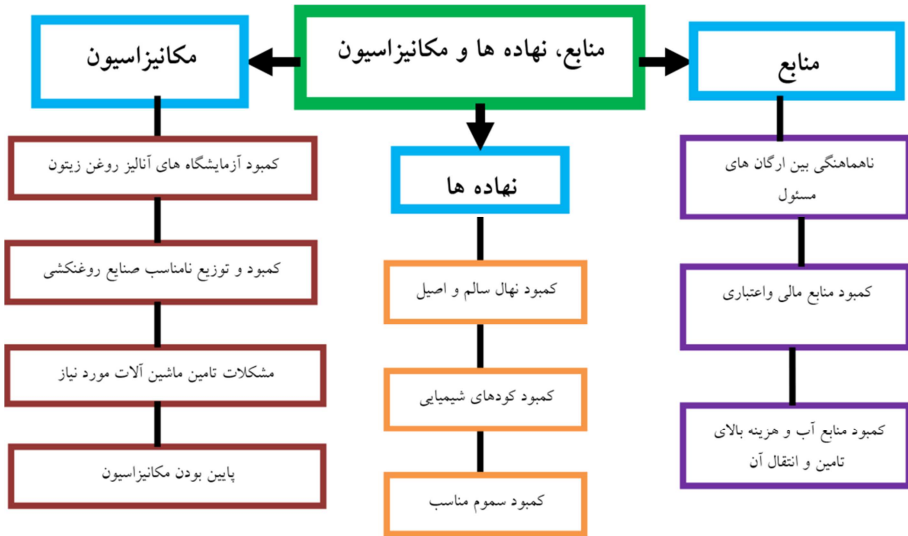 منابع، نهاده ها و مکانیزاسیون
منابع
ناهماهنگی بین ارگان های
مسئول
کمبود منابع مالی واعتباری
کمبود منابع آب و هزینه بالای
تامین و انتقال آن
نهاده ها
کمبود نهال سالم و اصیل
کمبود کودهای شیمیایی
کمبود سموم مناسب
مکانیزاسیون
کمبود آزمایشگاه های آنالیز روغن زیتون
کمبود و توزیع نامناسب صنایع روغنکشی
مشکلات تامین ماشین آلات مورد نیاز
پایین بودن مکانیزاسیون